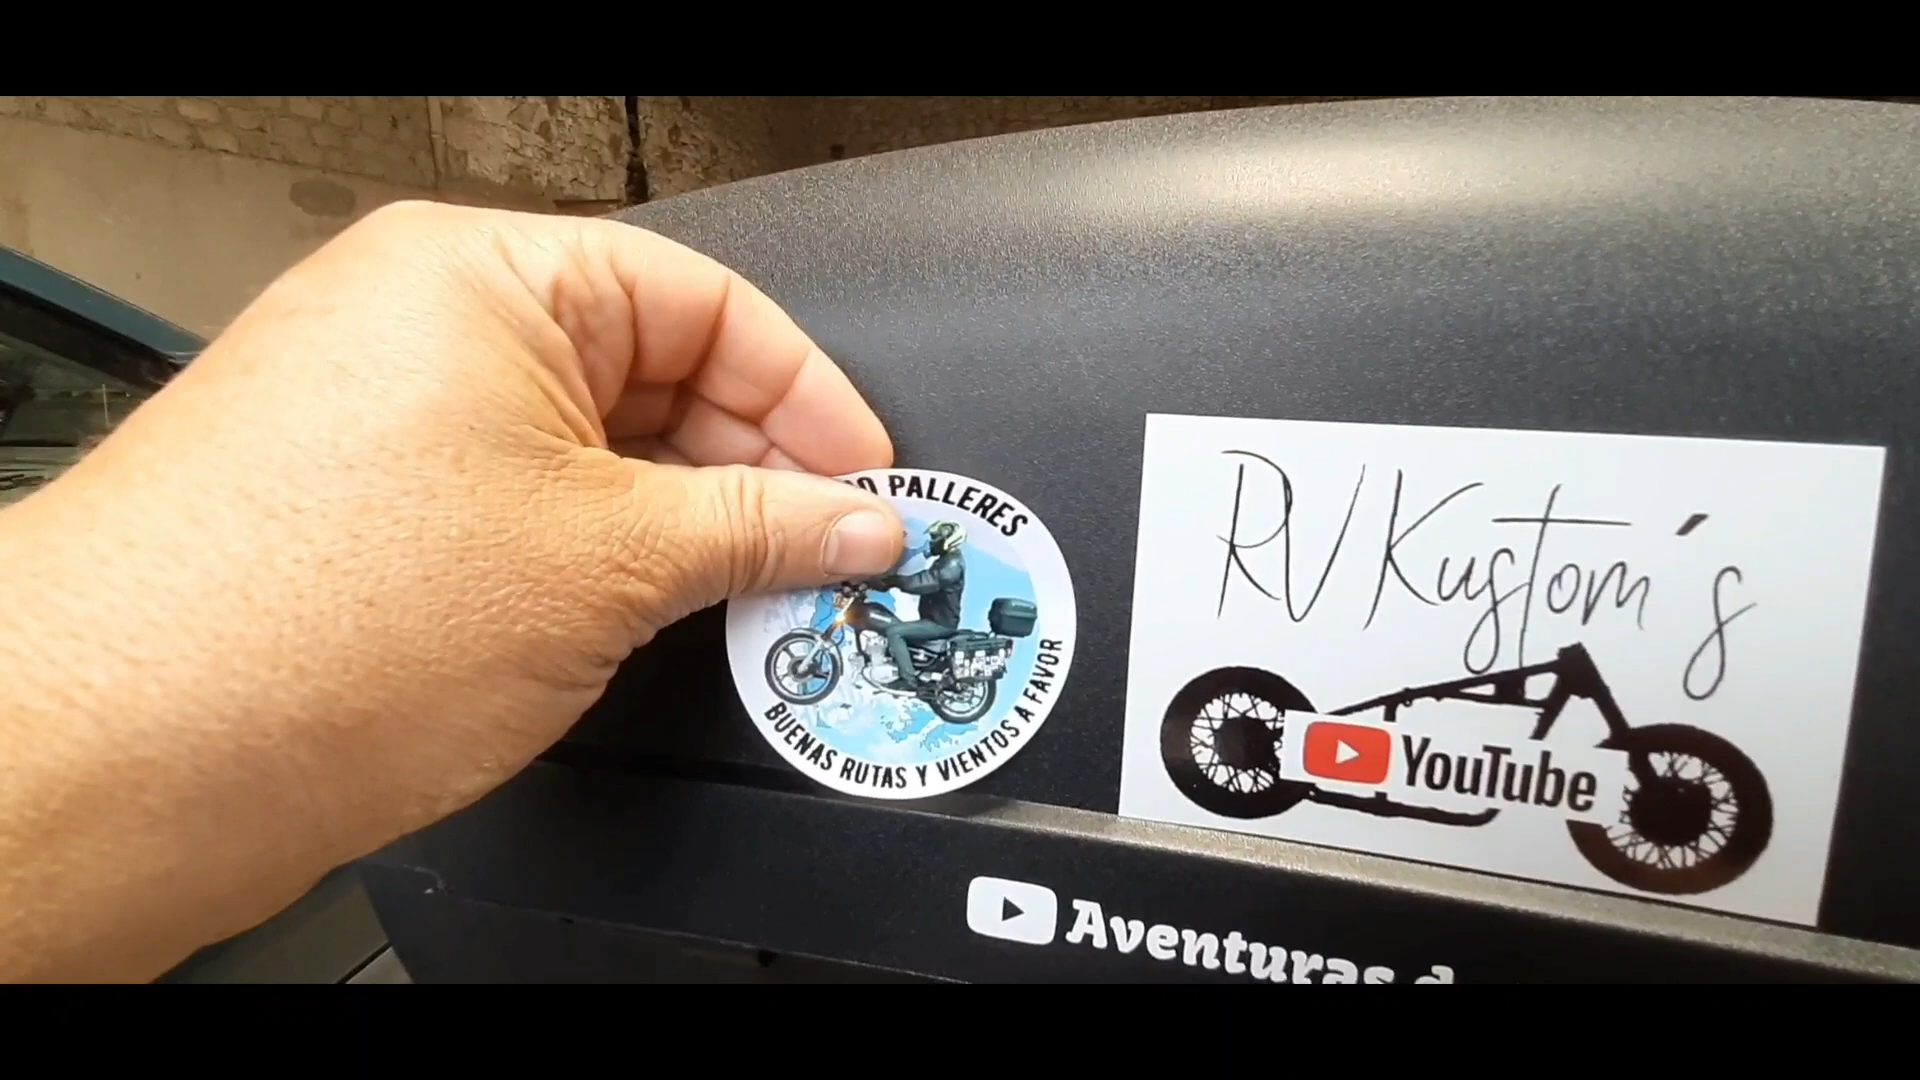 PALLERES
BUENAS RUTAS Y VIENTOS A FAVOR
RV Kustom´s
YouTube
Aventuras